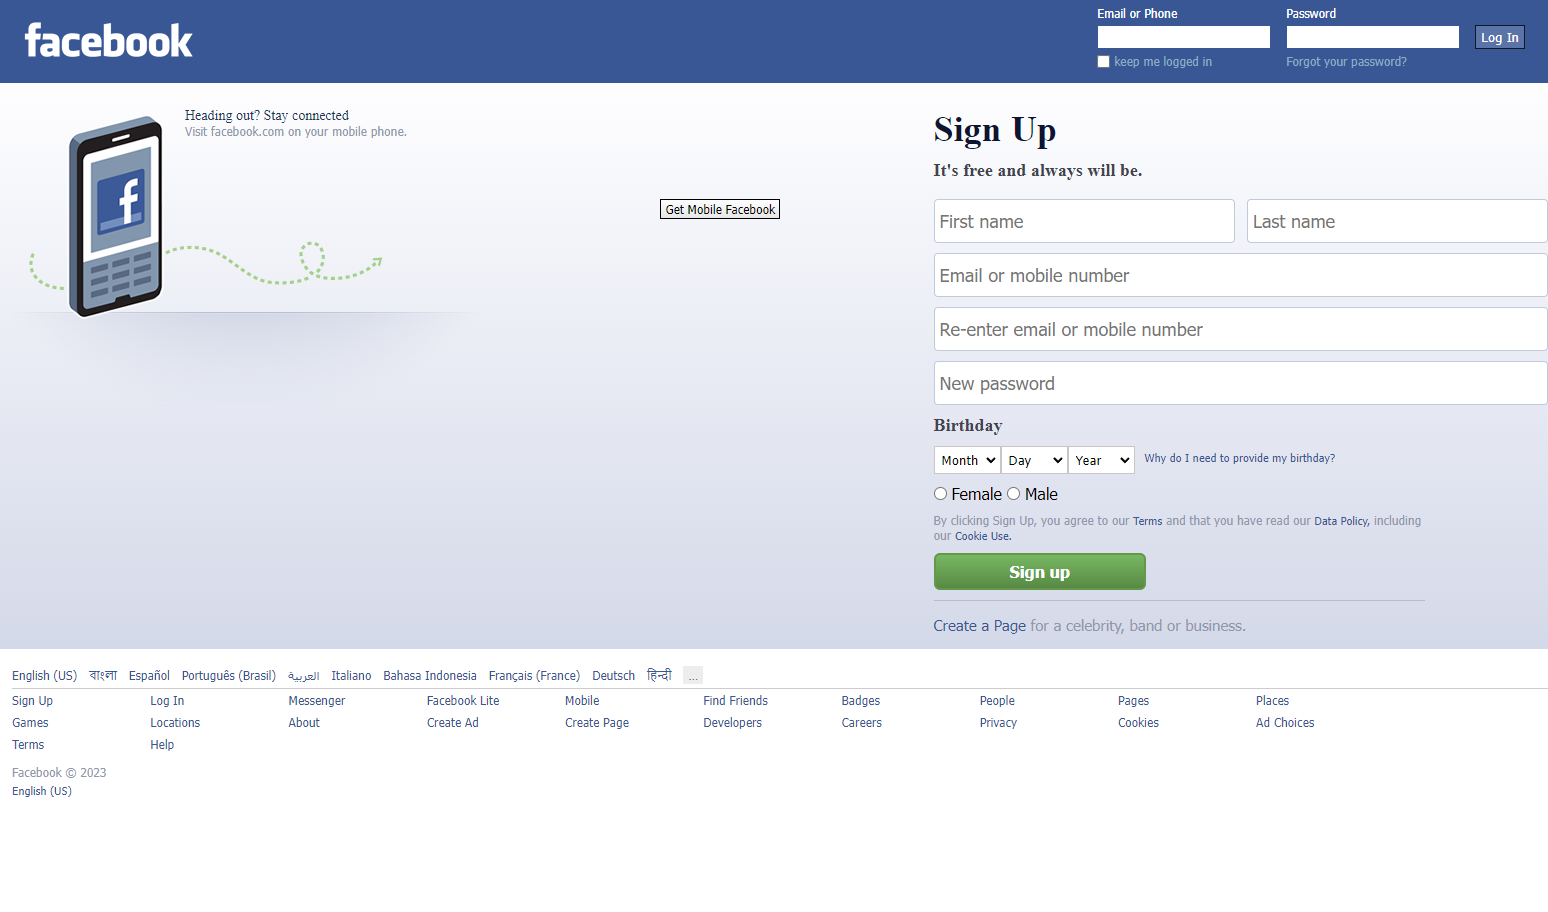 facebook
Email or Phone
Password
Log In
keep me logged in
Forgot your password?
Heading out? Stay connected
Visit facebook.com on your mobile phone.
f
Get Mobile Facebook
Sign Up
It's free and always will be.
First name
Last name
Email or mobile number
Re-enter email or mobile number
New password
Birthday
Month Day Year Why do I need to provide my birthday?
Female Male
By clicking Sign Up, you agree to our Terms and that you have read our Data Policy, including
our Cookie Use.
Sign up
Create a Page for a celebrity, band or business.
English (US) বাংলা Español Português (Brasil) العربية Italiano Bahasa Indonesia Français (France) Deutsch हिन्दी ...
Sign Up Log In Messenger Facebook Lite Mobile Find Friends Badges People Pages Places
Games Locations About Create Ad Create Page Developers Careers Privacy Cookies Ad Choices
Terms Help
Facebook © 2023
English (US)